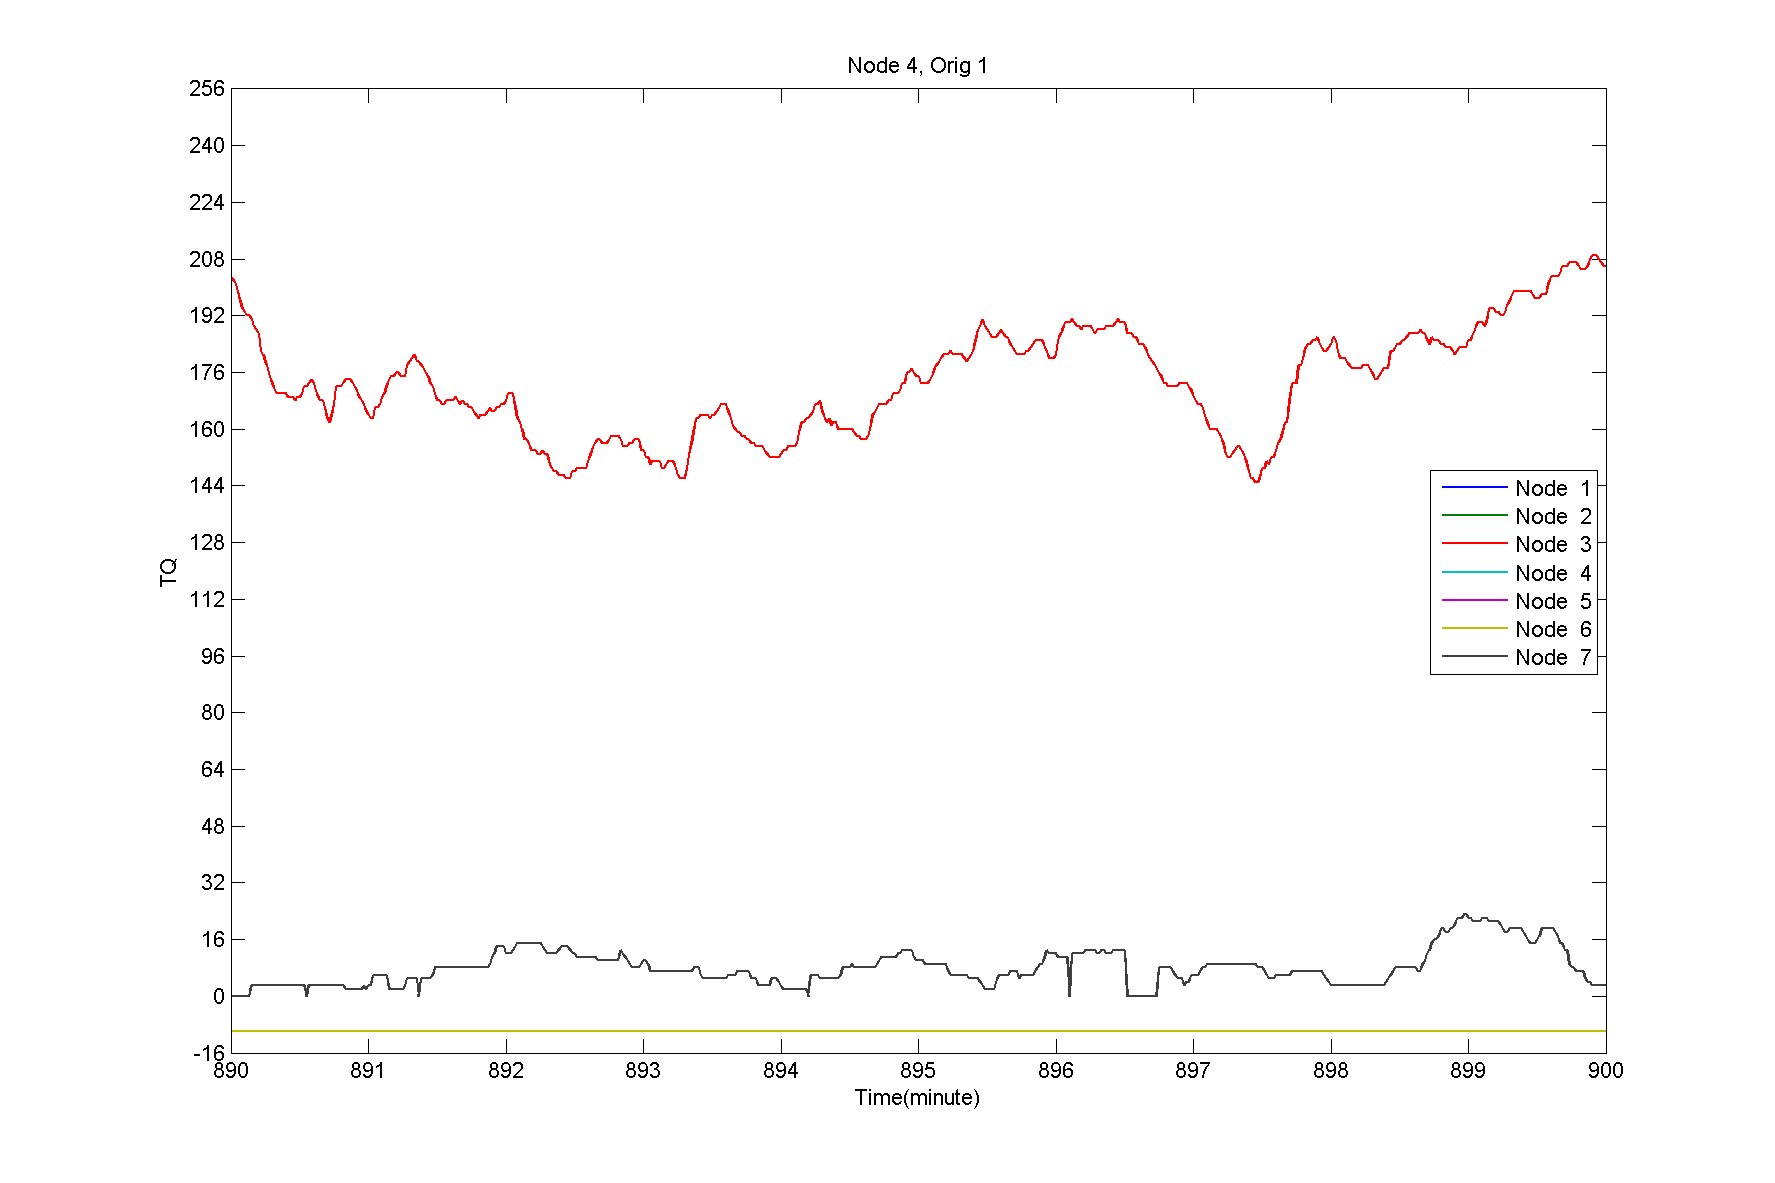 Node 4, Orig 1
256
240
224
208
192
176
160
144
128
112
96
80
64
48
32
16
0
-16
TQ
Node 1
Node 2
Node 3
Node 4
Node 5
Node 6
Node 7
890 891 892 893 894 895 896 897 898 899 900
Time(minute)